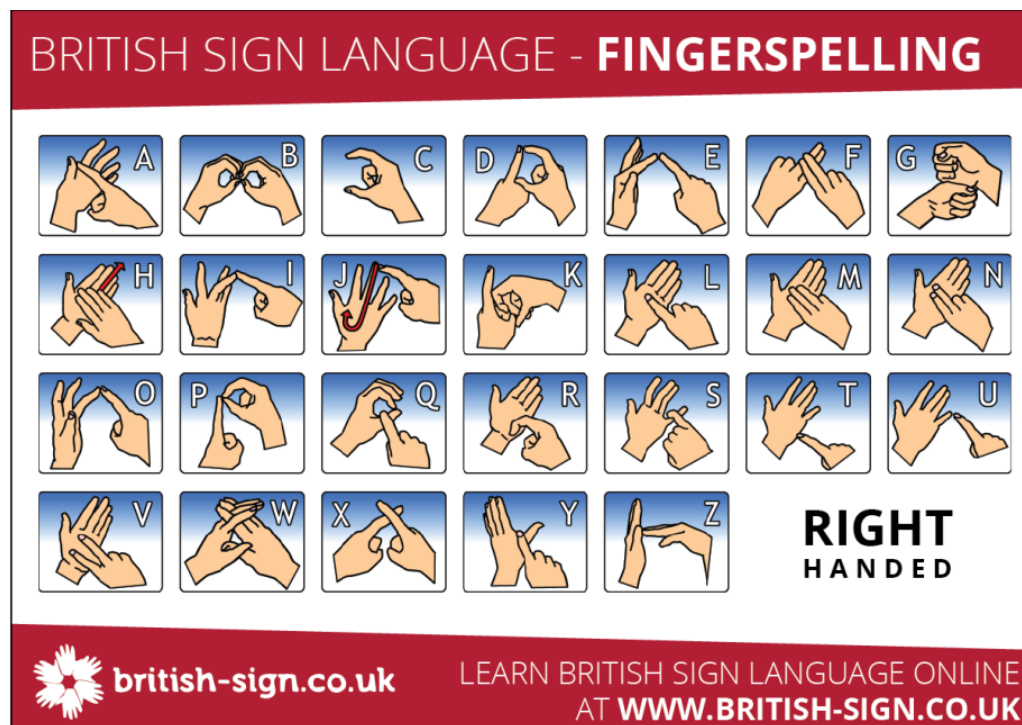 BRITISH SIGN LANGUAGE - FINGERSPELLING
A B C D E F G
H I J K L M N
O P Q R S T U
V W X Y Z
RIGHT
HANDED
british-sign.co.uk
LEARN BRITISH SIGN LANGUAGE ONLINE
AT WWW.BRITISH-SIGN.CO.UK